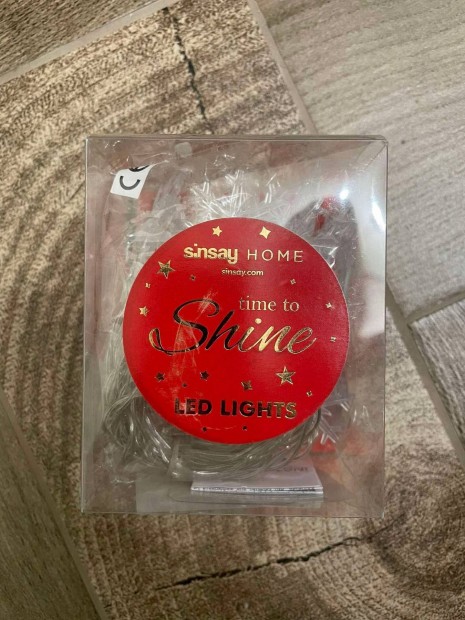 sinsay HOME
sinsay.com
time to
Shine
LED LIGHTS